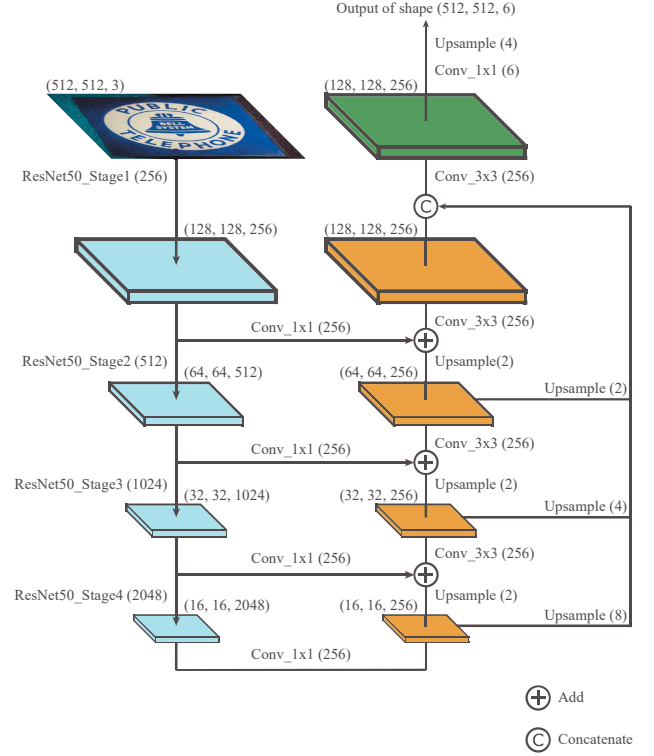 Output of shape (512, 512, 6)
Upsample (4)
Conv_1x1 (6)
(512, 512, 3)
(128, 128, 256)
PUBLIC
BELL
SYSTEM
TELEPHONE
ResNet50_Stage1 (256)
Conv_3x3 (256)
C
(128, 128, 256)
(128, 128, 256)
Conv_1x1 (256)
Conv_3x3 (256)
ResNet50_Stage2 (512)
Upsample(2)
(64, 64, 512)
(64, 64, 256)
Upsample (2)
Conv_1x1 (256)
Conv_3x3 (256)
ResNet50_Stage3 (1024)
Upsample (2)
(32, 32, 1024)
(32, 32, 256)
Upsample (4)
Conv_1x1 (256)
Conv_3x3 (256)
ResNet50_Stage4 (2048)
Upsample (2)
(16, 16, 2048)
(16, 16, 256)
Upsample (8)
Conv_1x1 (256)
Add
C Concatenate